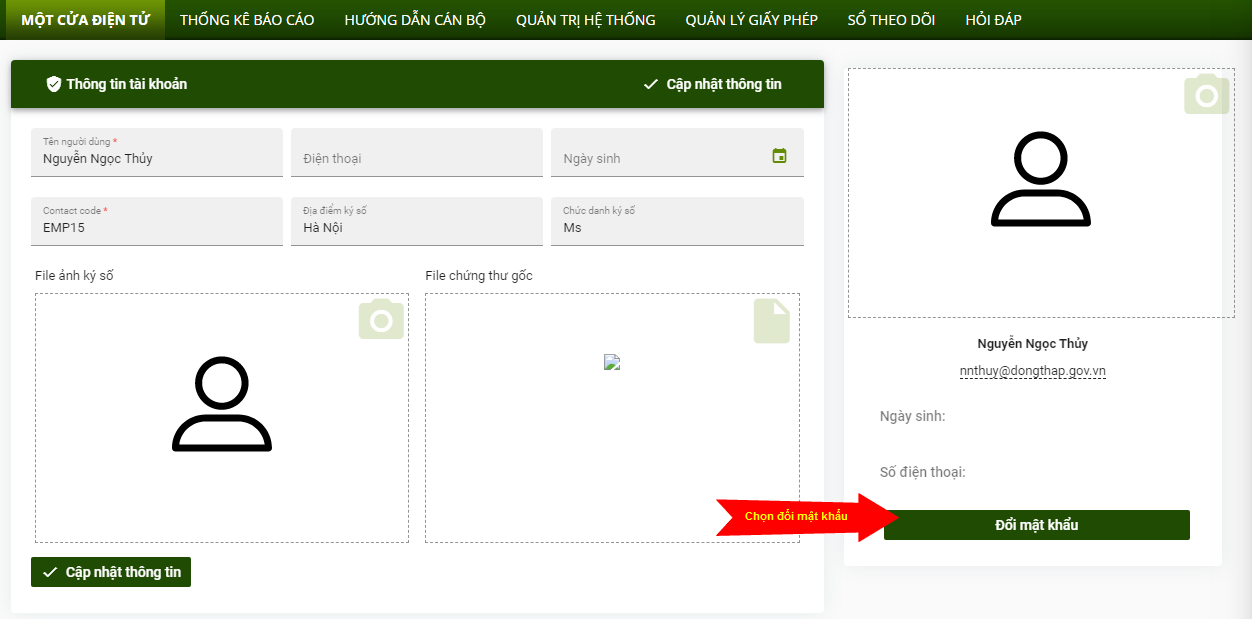 MỘT CỬA ĐIỆN TỬ THỐNG KÊ BÁO CÁO HƯỚNG DẪN CÁN BỘ QUẢN TRỊ HỆ THỐNG QUẢN LÝ GIẤY PHÉP SỔ THEO DÕI HỎI ĐÁP
Thông tin tài khoản Cập nhật thông tin
Tên người dùng *
Nguyễn Ngọc Thủy
Điện thoại
Ngày sinh
Contact code *
EMP15
Địa điểm ký số
Hà Nội
Chức danh ký số
Ms
File ảnh ký số
File chứng thư gốc
Cập nhật thông tin
Nguyễn Ngọc Thủy
nnthuy@dongthap.gov.vn
Ngày sinh:
Số điện thoại:
Chọn đổi mật khẩu
Đổi mật khẩu